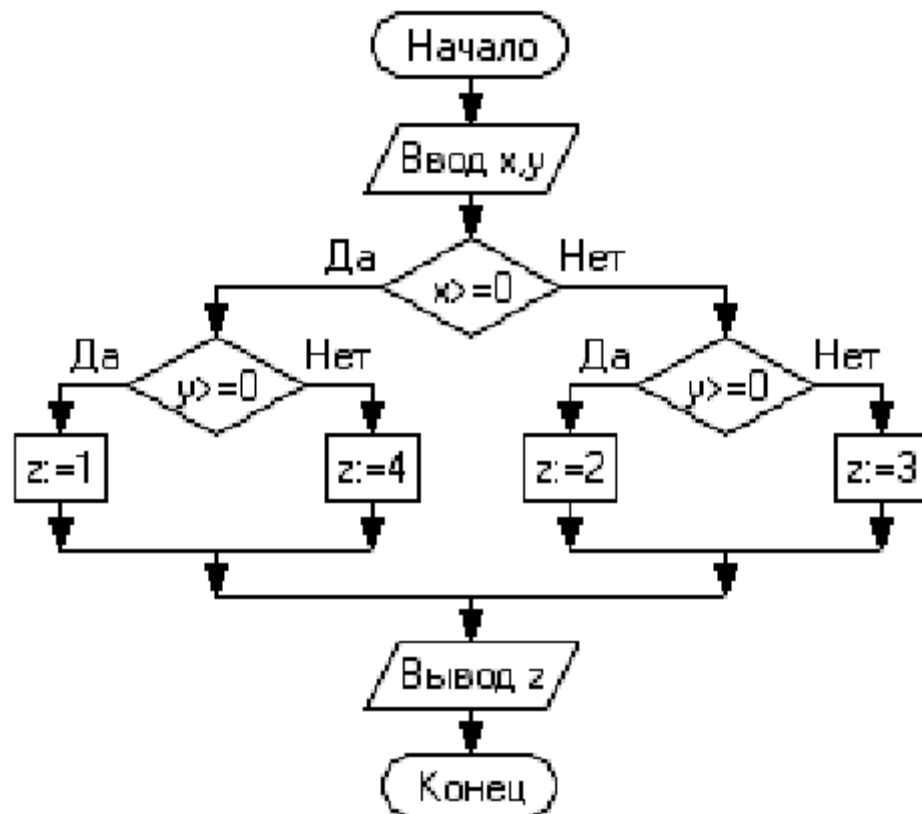 Начало
Ввод x,y
Да
Нет
x>=0
Да
Нет
Да
Нет
y>=0
y>=0
z:=1
z:=4
z:=2
z:=3
Вывод z
Конец